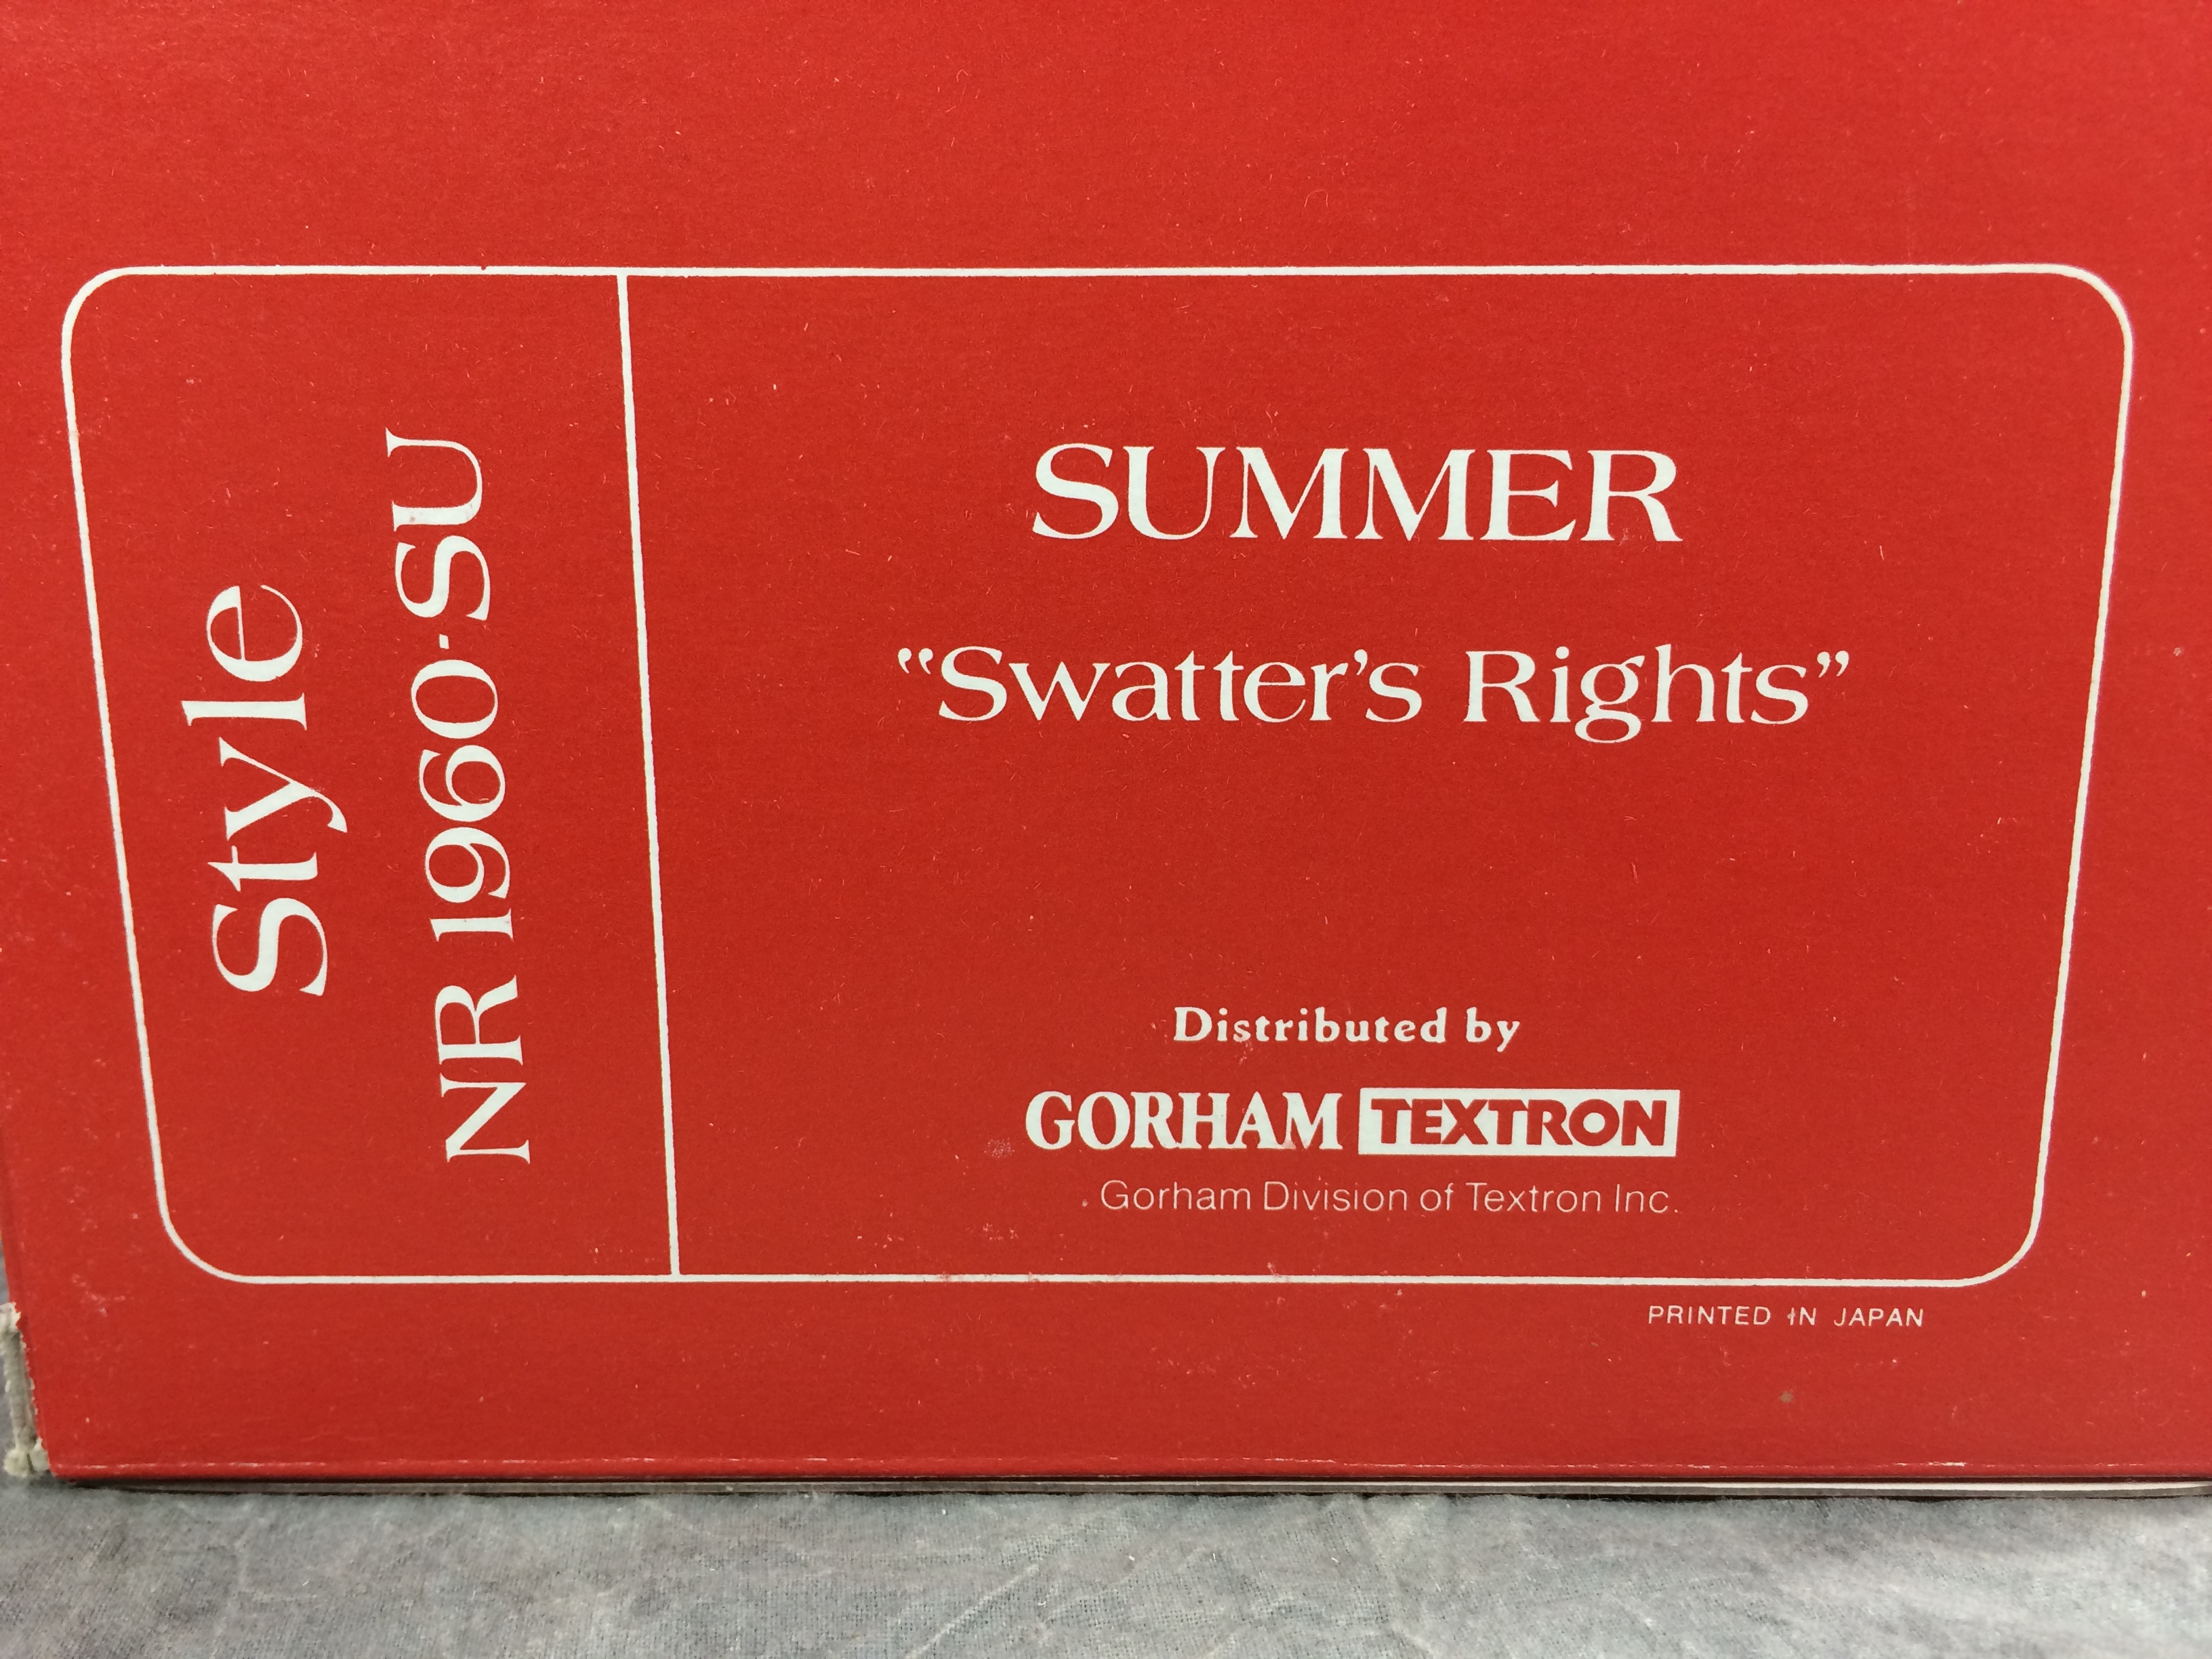 Style
NR 1960-SU
SUMMER
“Swatter’s Rights”
Distributed by
GORHAM TEXTRON
Gorham Division of Textron Inc.
PRINTED IN JAPAN